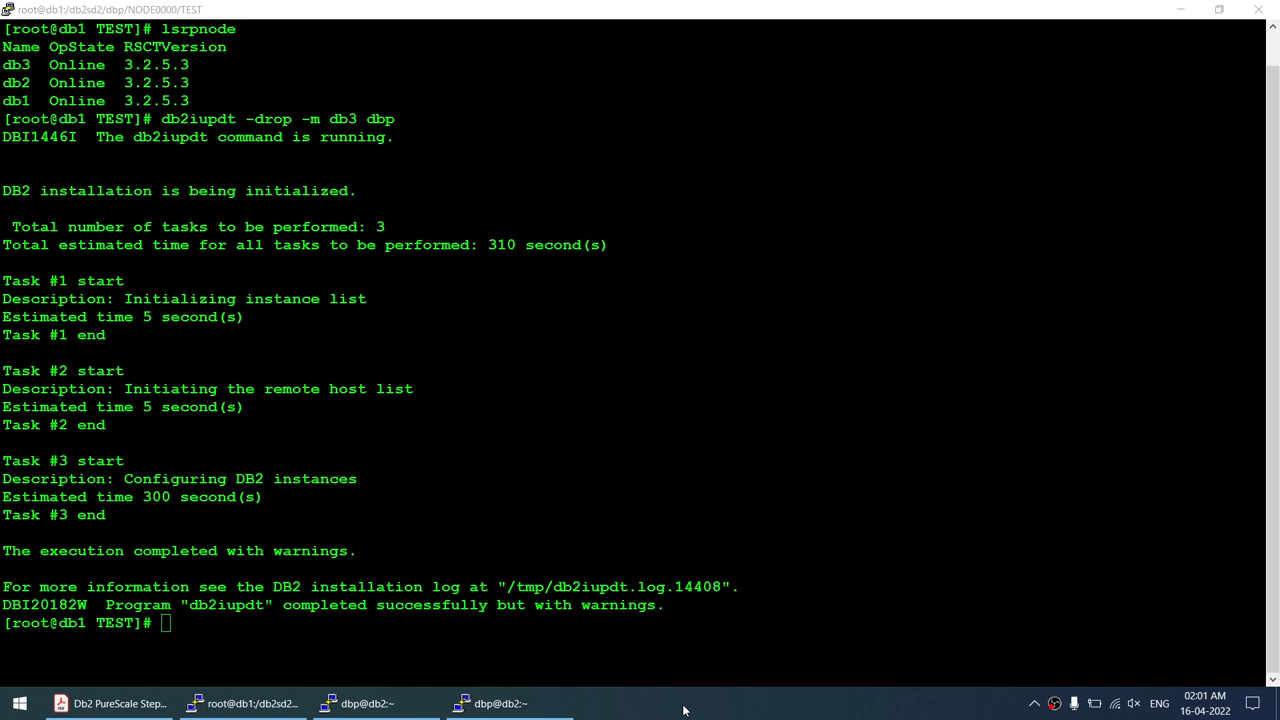 root@db1:/db2sd2/dbp/NODE0000/TEST
[root@db1 TEST]# lsrpnode
Name OpState RSCTVersion
db3  Online  3.2.5.3
db2  Online  3.2.5.3
db1  Online  3.2.5.3
[root@db1 TEST]# db2iupdt -drop -m db3 dbp
DBI1446I  The db2iupdt command is running.
DB2 installation is being initialized.
Total number of tasks to be performed: 3
Total estimated time for all tasks to be performed: 310 second(s)
Task #1 start
Description: Initializing instance list
Estimated time 5 second(s)
Task #1 end
Task #2 start
Description: Initiating the remote host list
Estimated time 5 second(s)
Task #2 end
Task #3 start
Description: Configuring DB2 instances
Estimated time 300 second(s)
Task #3 end
The execution completed with warnings.
For more information see the DB2 installation log at "/tmp/db2iupdt.log.14408".
DBI20182W  Program "db2iupdt" completed successfully but with warnings.
[root@db1 TEST]#
Db2 PureScale Step... root@db1:/db2sd2... dbp@db2:~ dbp@db2:~ ENG 02:01 AM
16-04-2022